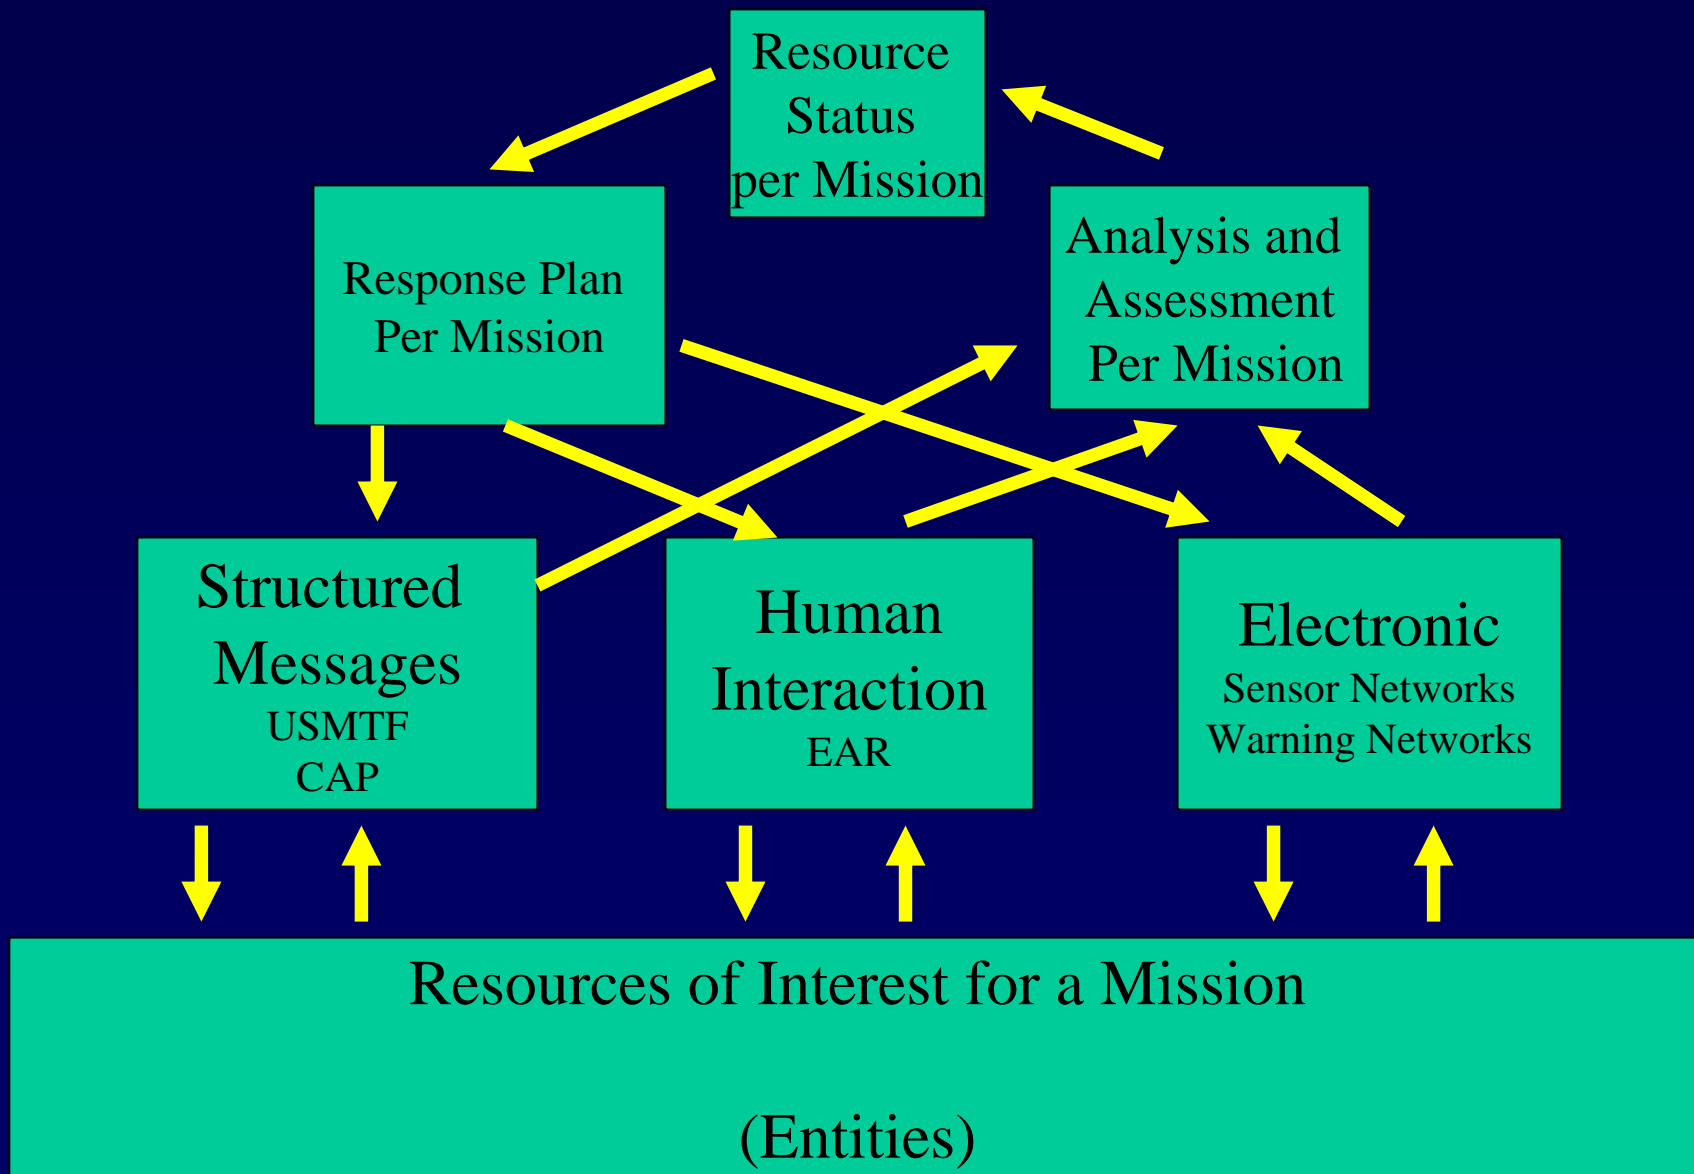 Resource
Status
per Mission
Response Plan
Per Mission
Analysis and
Assessment
Per Mission
Structured
Messages
USMTF
CAP
Human
Interaction
EAR
Electronic
Sensor Networks
Warning Networks
Resources of Interest for a Mission
(Entities)